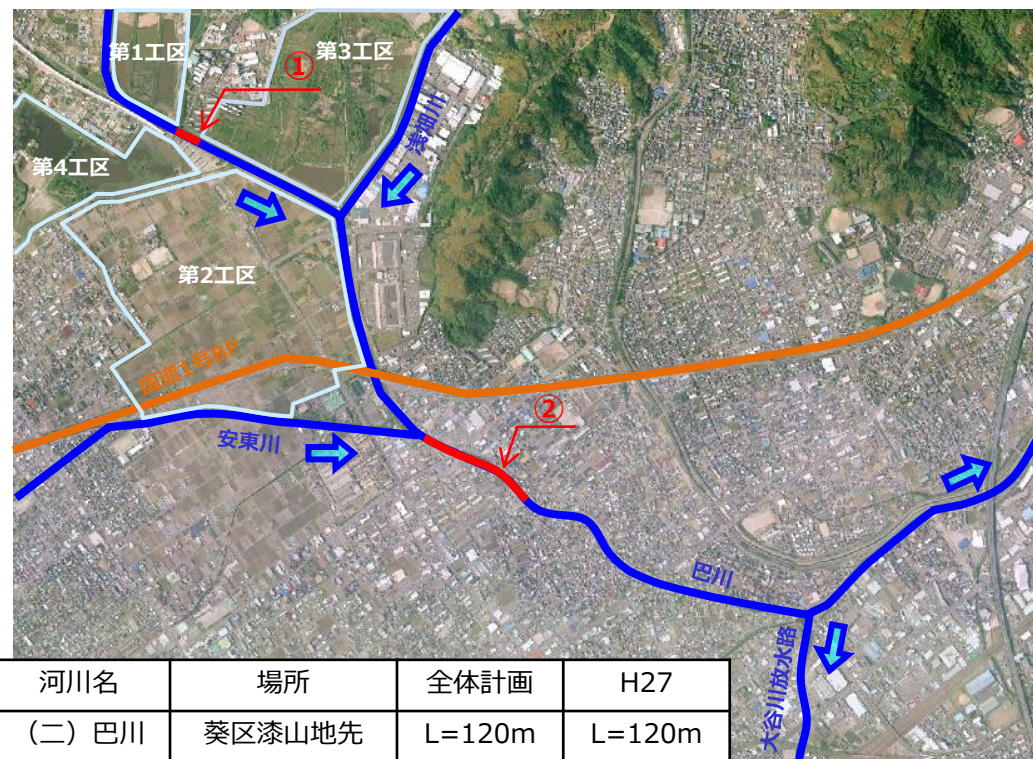 第1工区
第3工区
①
浅畑川
第4工区
第2工区
国道1号BP
②
安東川
巴川
大谷川放水路
河川名 場所 全体計画 H27
（二）巴川 葵区漆山地先 L=120m L=120m